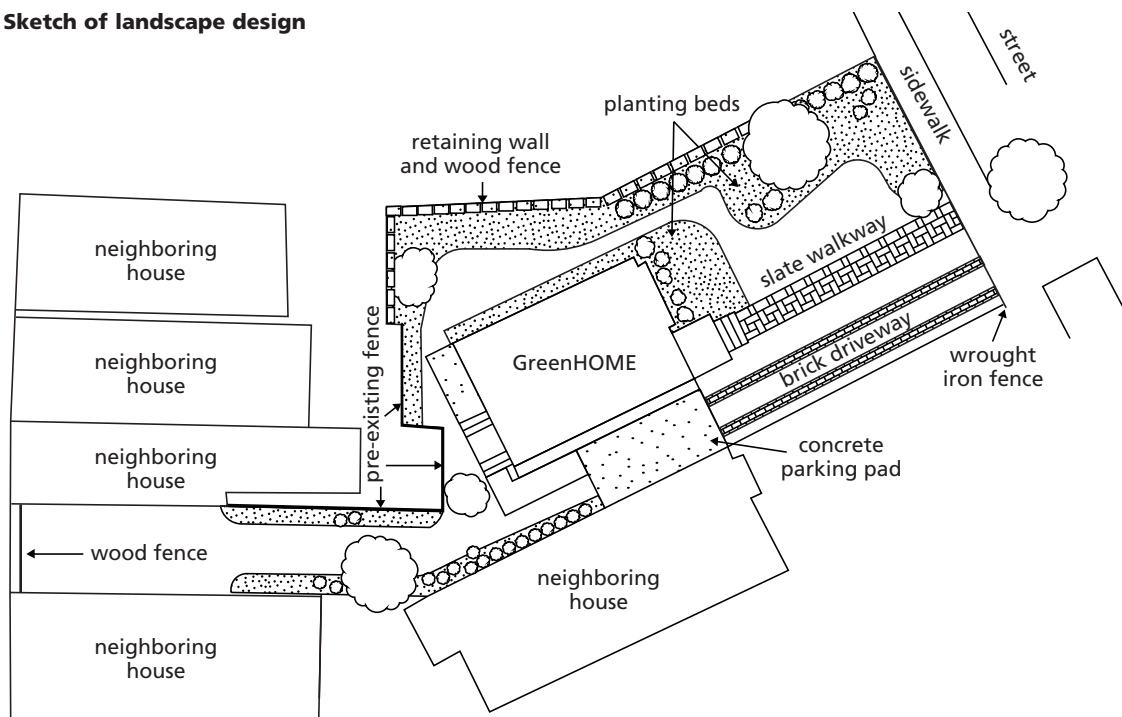 Sketch of landscape design
street
sidewalk
planting beds
retaining wall
and wood fence
neighboring
house
slate walkway
neighboring
house
pre-existing fence
GreenHOME
brick driveway
wrought
iron fence
neighboring
house
concrete
parking pad
wood fence
neighboring
house
neighboring
house